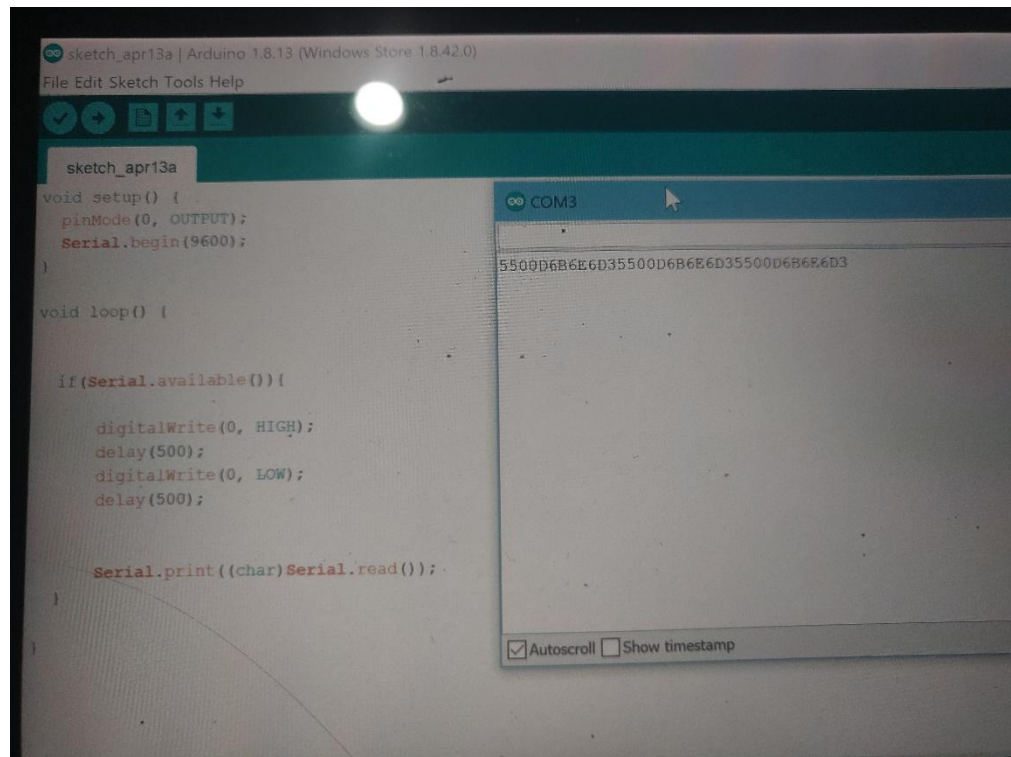 sketch_apr13a | Arduino 1.8.13 (Windows Store 1.8.42.0)
File Edit Sketch Tools Help
sketch_apr13a
void setup() {
pinMode(0, OUTPUT);
Serial.begin(9600);
}
void loop() {
if(Serial.available()){
digitalWrite(0, HIGH);
delay(500);
digitalWrite(0, LOW);
delay(500);
Serial.print((char)Serial.read());
}
}
COM3
5500D6B6E6D35500D6B6E6D35500D6B6E6D3
Autoscroll Show timestamp